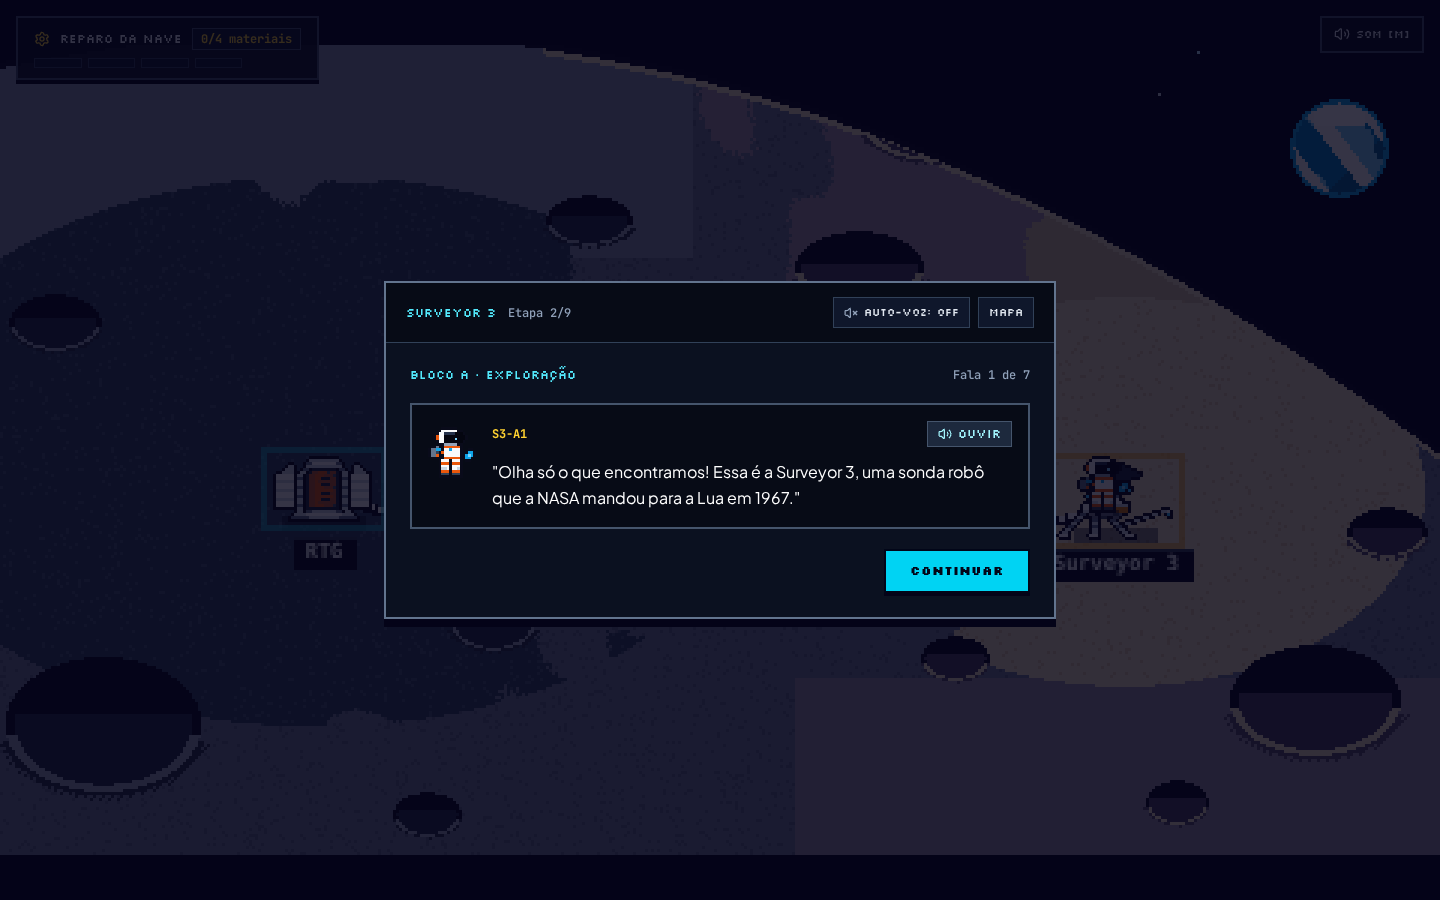 REPARO DA NAVE 0/4 materiais
SOM [M]
SURVEYOR 3 Etapa 2/9
AUTO-VOZ: OFF
MAPA
BLOCO A · EXPLORAÇÃO
Fala 1 de 7
S3-A1
OUVIR
"Olha só o que encontramos! Essa é a Surveyor 3, uma sonda robô
que a NASA mandou para a Lua em 1967."
RTG
Surveyor 3
CONTINUAR